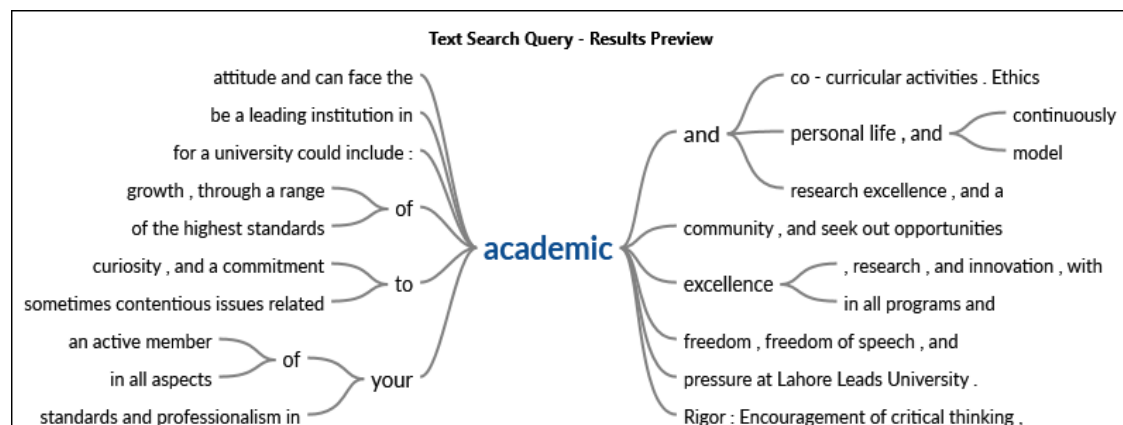 Text Search Query - Results Preview
attitude and can face the
be a leading institution in
for a university could include :
growth , through a range
of the highest standards
of
curiosity , and a commitment
sometimes contentious issues related
to
an active member
in all aspects
of
standards and professionalism in
your
academic
and
co - curricular activities . Ethics
personal life , and
continuously
model
research excellence , and a
community , and seek out opportunities
excellence
, research , and innovation , with
in all programs and
freedom , freedom of speech , and
pressure at Lahore Leads University .
Rigor : Encouragement of critical thinking ,